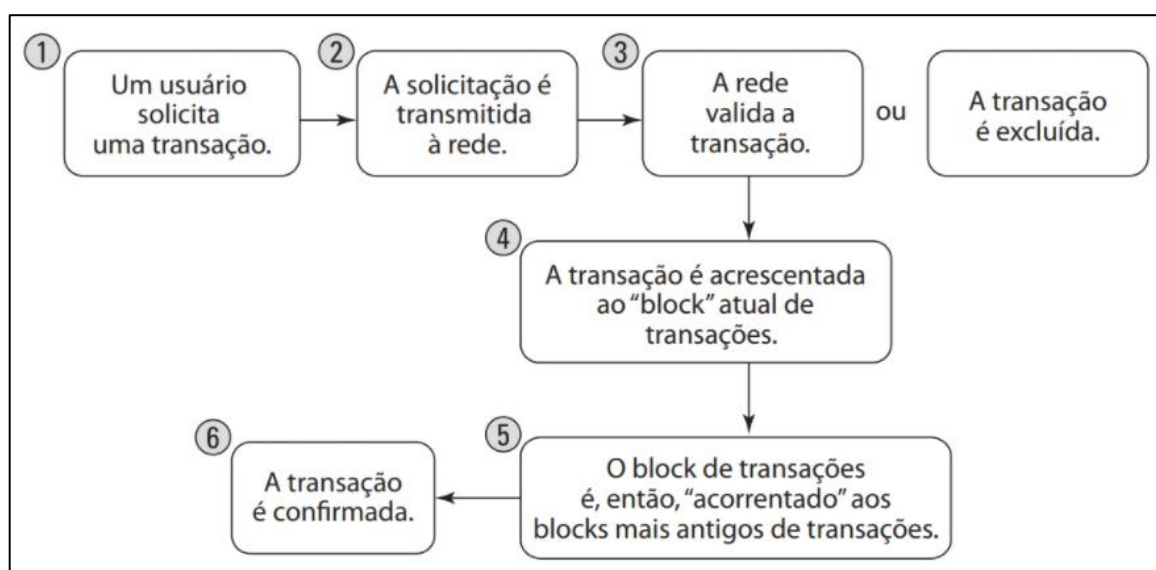 1
Um usuário
solicita
uma transação.
2
A solicitação é
transmitida
à rede.
3
A rede
valida a
transação.
ou
A transação
é excluída.
4
A transação é acrescentada
ao “block” atual de
transações.
5
O block de transações
é, então, “acorrentado” aos
blocks mais antigos de transações.
6
A transação
é confirmada.